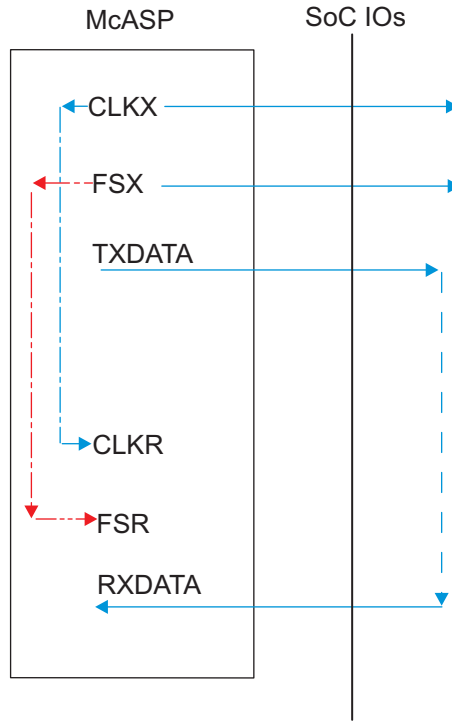 McASP
SoC IOs
CLKX
FSX
TXDATA
CLKR
FSR
RXDATA